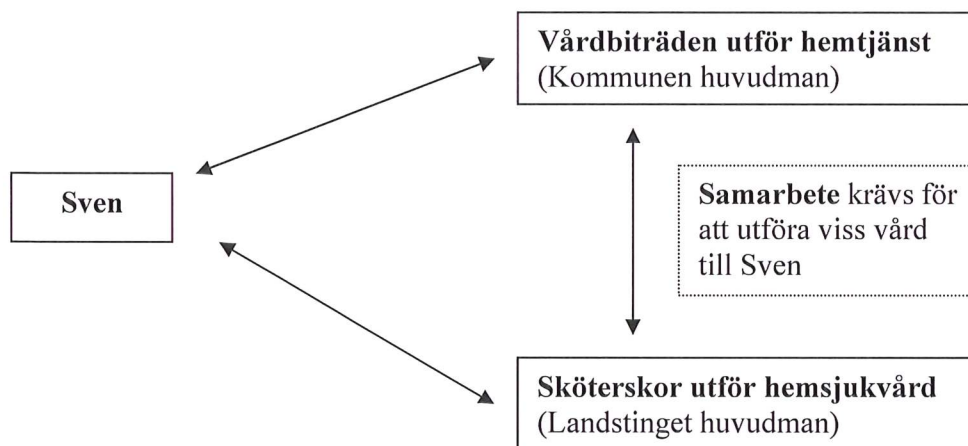 Vårdbiträden utför hemtjänst
(Kommunen huvudman)
Sven
Samarbete krävs för
att utföra viss vård
till Sven
Sköterskor utför hemsjukvård
(Landstinget huvudman)